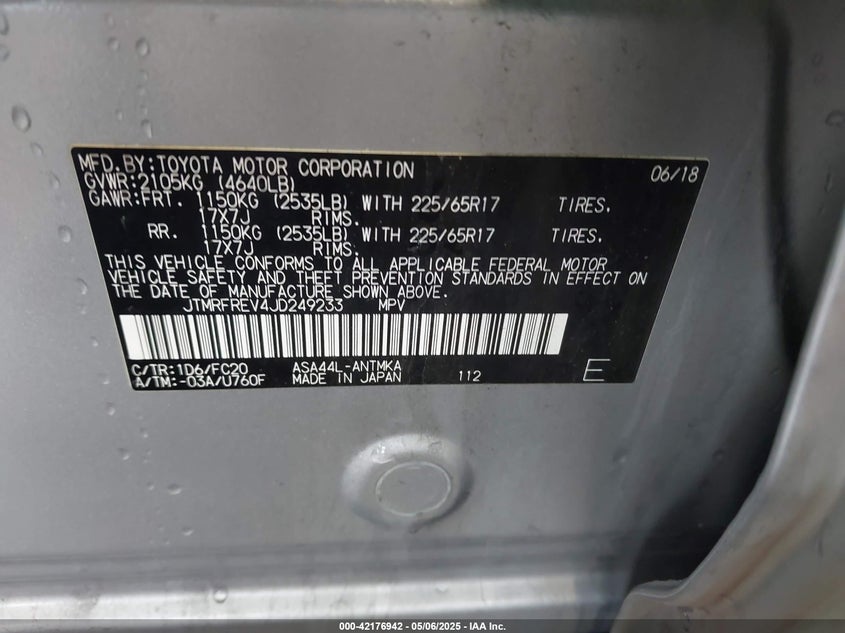 MFD.BY:TOYOTA MOTOR CORPORATION 06/18
GVWR:2105KG (4640LB)
GAWR:FRT. 1150KG (2535LB) WITH 225/65R17 TIRES.
17X7J RIMS.
RR. 1150KG (2535LB) WITH 225/65R17 TIRES.
17X7J RIMS.
THIS VEHICLE CONFORMS TO ALL APPLICABLE FEDERAL MOTOR
VEHICLE SAFETY AND THEFT PREVENTION STANDARDS IN EFFECT ON
THE DATE OF MANUFACTURE SHOWN ABOVE.
JTMRFREV4JD249233 MPV
C/TR:1D6/FC20 ASA44L-ANTMKA
A/TM:-03A/U760F MADE IN JAPAN 112 E
000-42176942 - 05/06/2025 - IAA Inc.